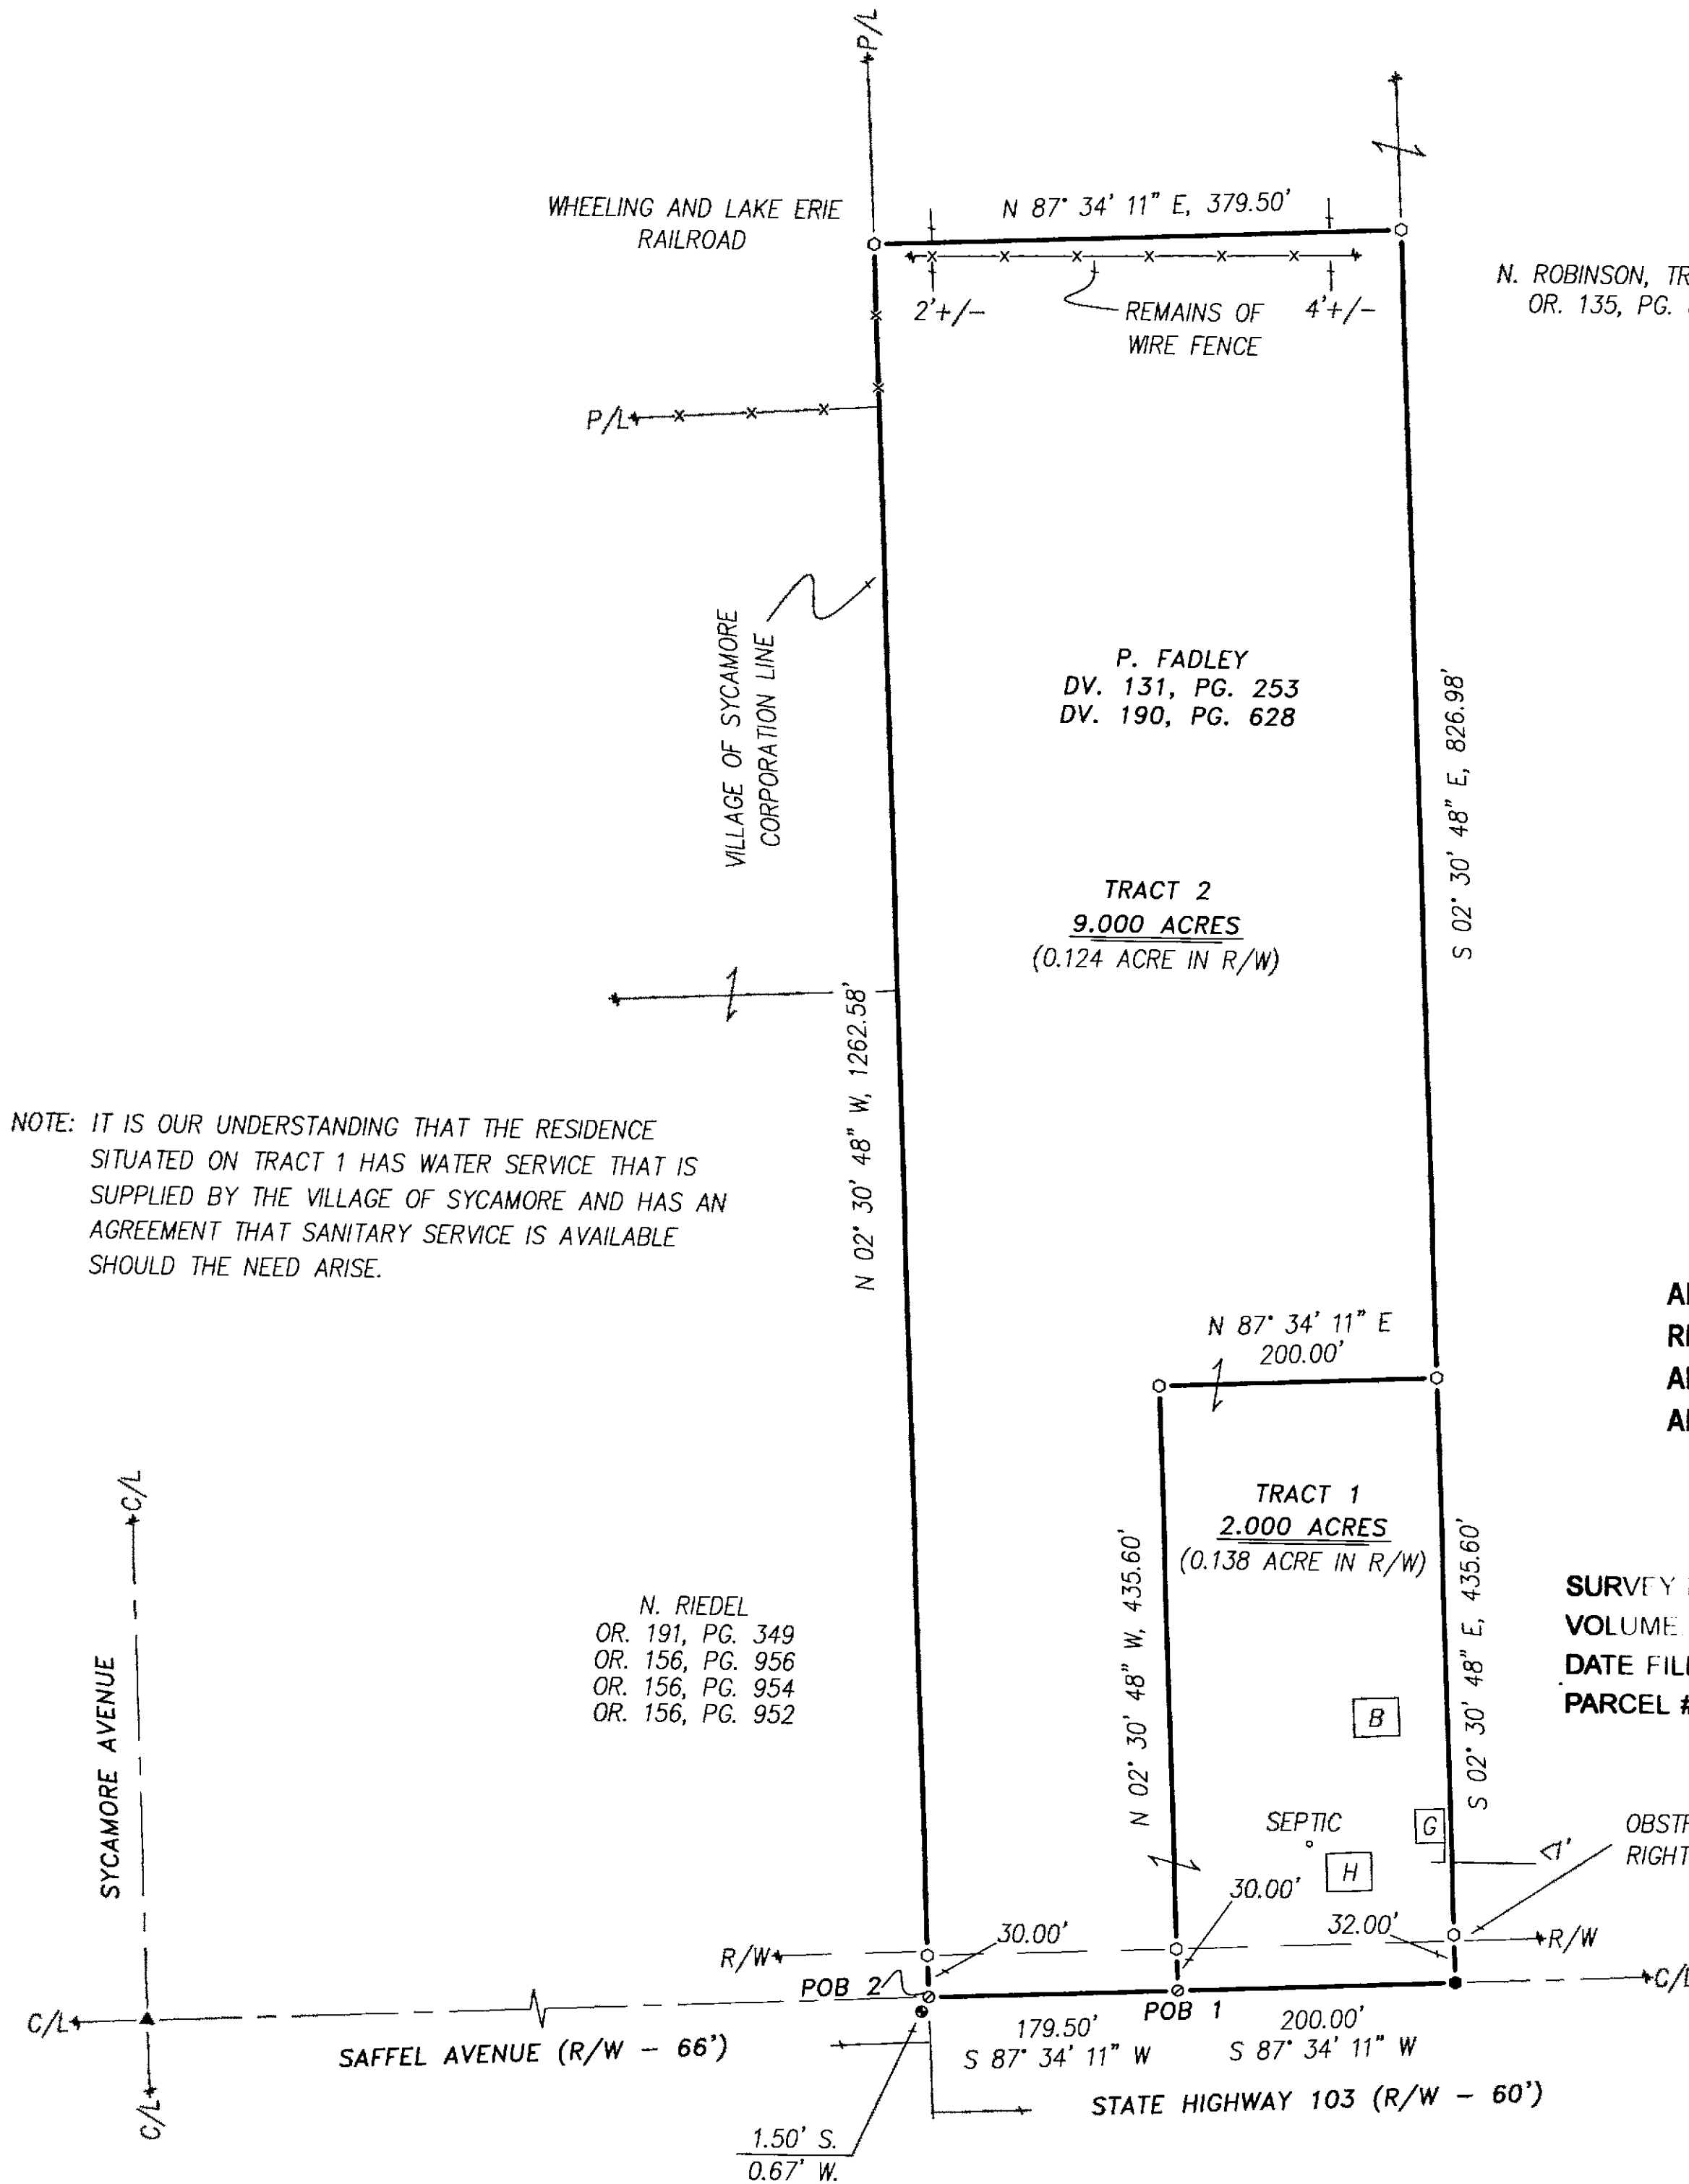 P/L
WHEELING AND LAKE ERIE
RAILROAD
N 87° 34' 11" E, 379.50'
N. ROBINSON, TR
OR. 135, PG.
2'+/-
REMAINS OF
WIRE FENCE
4'+/-
P/L
VILLAGE OF SYCAMORE
CORPORATION LINE
P. FADLEY
DV. 131, PG. 253
DV. 190, PG. 628
S 02° 30' 48" E, 826.98'
TRACT 2
9.000 ACRES
(0.124 ACRE IN R/W)
N 02° 30' 48" W, 1262.58'
NOTE: IT IS OUR UNDERSTANDING THAT THE RESIDENCE
SITUATED ON TRACT 1 HAS WATER SERVICE THAT IS
SUPPLIED BY THE VILLAGE OF SYCAMORE AND HAS AN
AGREEMENT THAT SANITARY SERVICE IS AVAILABLE
SHOULD THE NEED ARISE.
N 87° 34' 11" E
200.00'
TRACT 1
2.000 ACRES
(0.138 ACRE IN R/W)
N 02° 30' 48" W, 435.60'
S 02° 30' 48" E, 435.60'
SURVEY
VOLUME
DATE FIL
PARCEL #
C/L
SYCAMORE AVENUE
N. RIEDEL
OR. 191, PG. 349
OR. 156, PG. 956
OR. 156, PG. 954
OR. 156, PG. 952
B
SEPTIC
G
H
<1'
RIGHT
30.00'
30.00'
32.00'
R/W
R/W
POB 2
POB 1
C/L
C/L
SAFFEL AVENUE (R/W - 66')
179.50'
S 87° 34' 11" W
200.00'
S 87° 34' 11" W
STATE HIGHWAY 103 (R/W - 60')
C/L
1.50' S.
0.67' W.